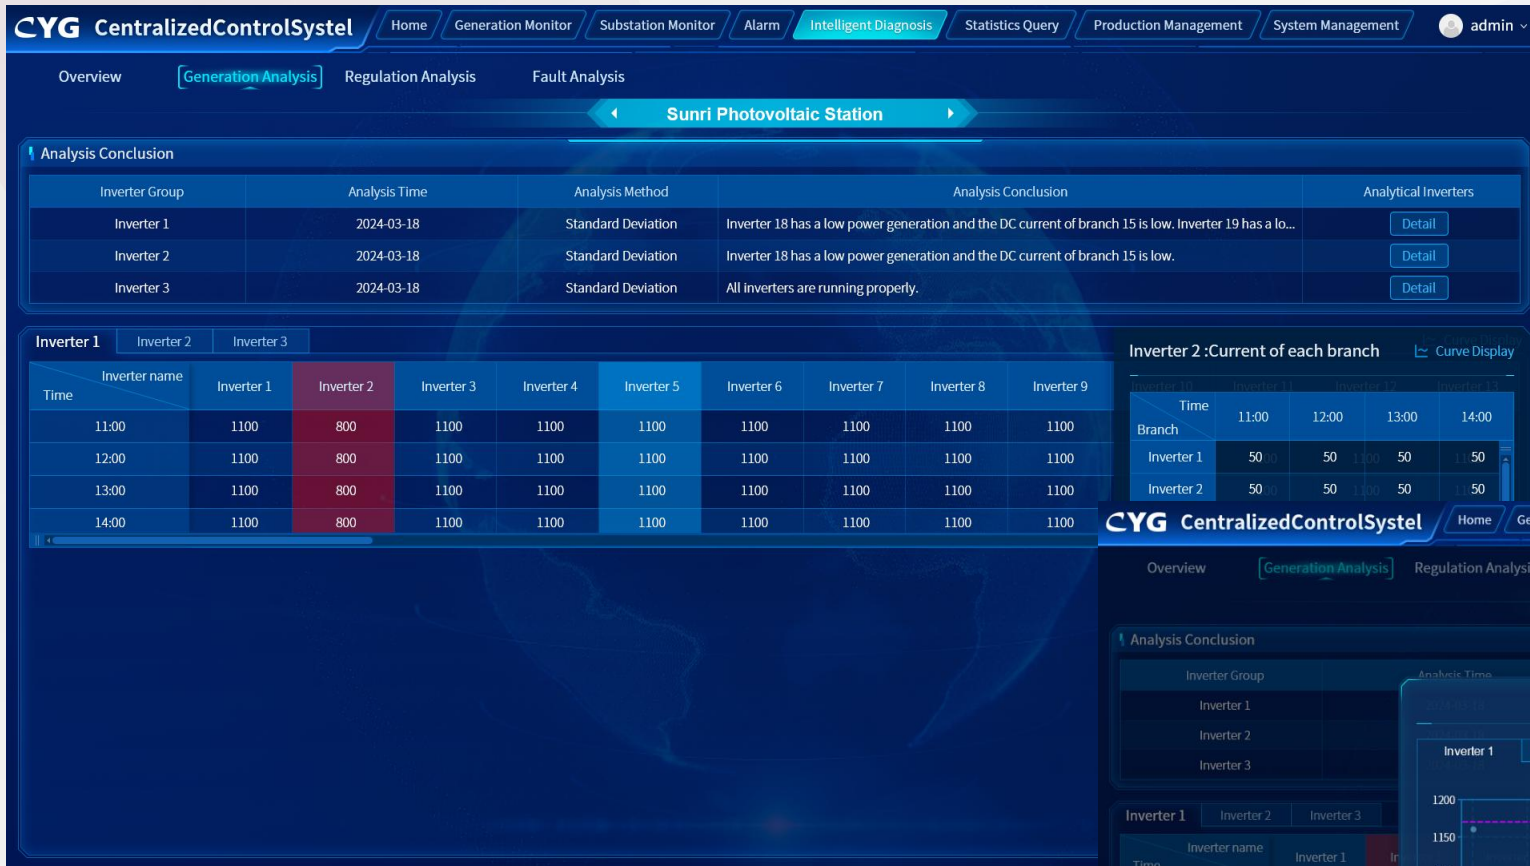 CYG CentralizedControlSystel Home Generation Monitor Substation Monitor Alarm Intelligent Diagnosis Statistics Query Production Management System Management admin
Overview Generation Analysis Regulation Analysis Fault Analysis
Sunri Photovoltaic Station
Analysis Conclusion
Inverter Group Analysis Time Analysis Method Analysis Conclusion Analytical Inverters
Inverter 1 2024-03-18 Standard Deviation Inverter 18 has a low power generation and the DC current of branch 15 is low. Inverter 19 has a lo... Detail
Inverter 2 2024-03-18 Standard Deviation Inverter 18 has a low power generation and the DC current of branch 15 is low. Detail
Inverter 3 2024-03-18 Standard Deviation All inverters are running properly. Detail
Inverter 1 Inverter 2 Inverter 3
Inverter name
Time
Inverter 1 Inverter 2 Inverter 3 Inverter 4 Inverter 5 Inverter 6 Inverter 7 Inverter 8 Inverter 9
11:00 1100 800 1100 1100 1100 1100 1100 1100 1100
12:00 1100 800 1100 1100 1100 1100 1100 1100 1100
13:00 1100 800 1100 1100 1100 1100 1100 1100 1100
14:00 1100 800 1100 1100 1100 1100 1100 1100 1100
Inverter 2 :Current of each branch Curve Display
Inverter 10 Inverter 11 Inverter 12 Inverter 13
Time
Branch
11:00 12:00 13:00 14:00
Inverter 1 50 50 50 50
Inverter 2 50 50 50 50
CYG CentralizedControlSystel Home Ge
Overview Generation Analysis Regulation Analysi
Analysis Conclusion
Inverter Group Analysis Time
Inverter 1
Inverter 2
Inverter 3
Inverter 1
1200
1150
Inverter 1 Inverter 2 Inverter 3
Inverter name
Time
Inverter 1